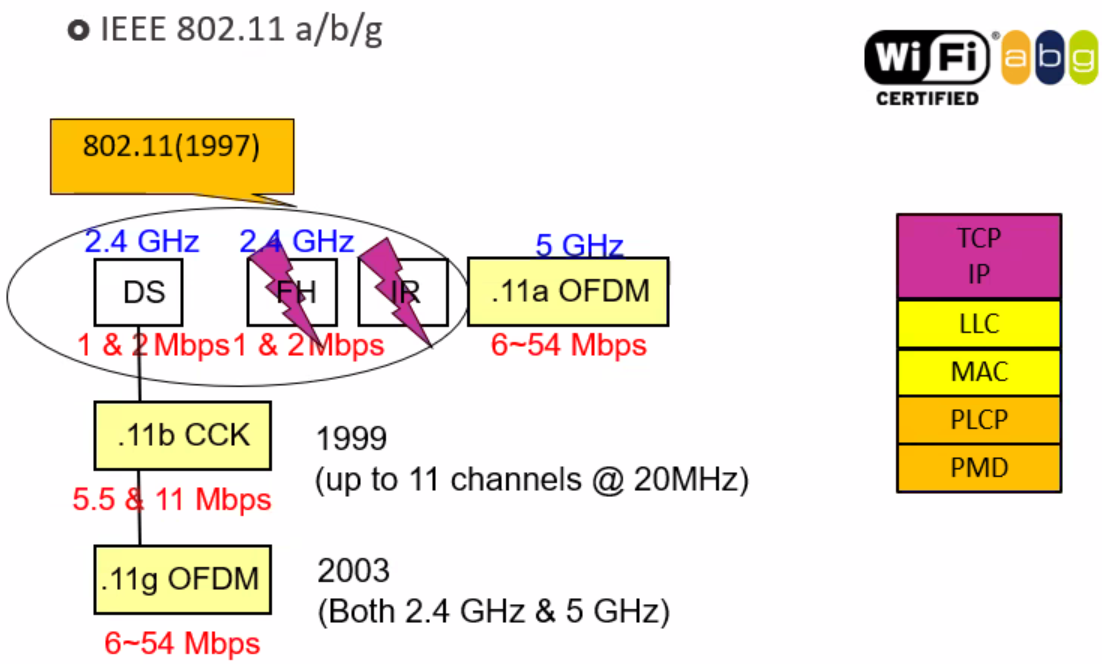 IEEE 802.11 a/b/g
WiFi® a b g
CERTIFIED
802.11(1997)
2.4 GHz
2.4 GHz
5 GHz
DS
FH
IR
.11a OFDM
1 & 2 Mbps
1 & 2 Mbps
6~54 Mbps
.11b CCK
1999
(up to 11 channels @ 20MHz)
5.5 & 11 Mbps
.11g OFDM
2003
(Both 2.4 GHz & 5 GHz)
6~54 Mbps
TCP
IP
LLC
MAC
PLCP
PMD